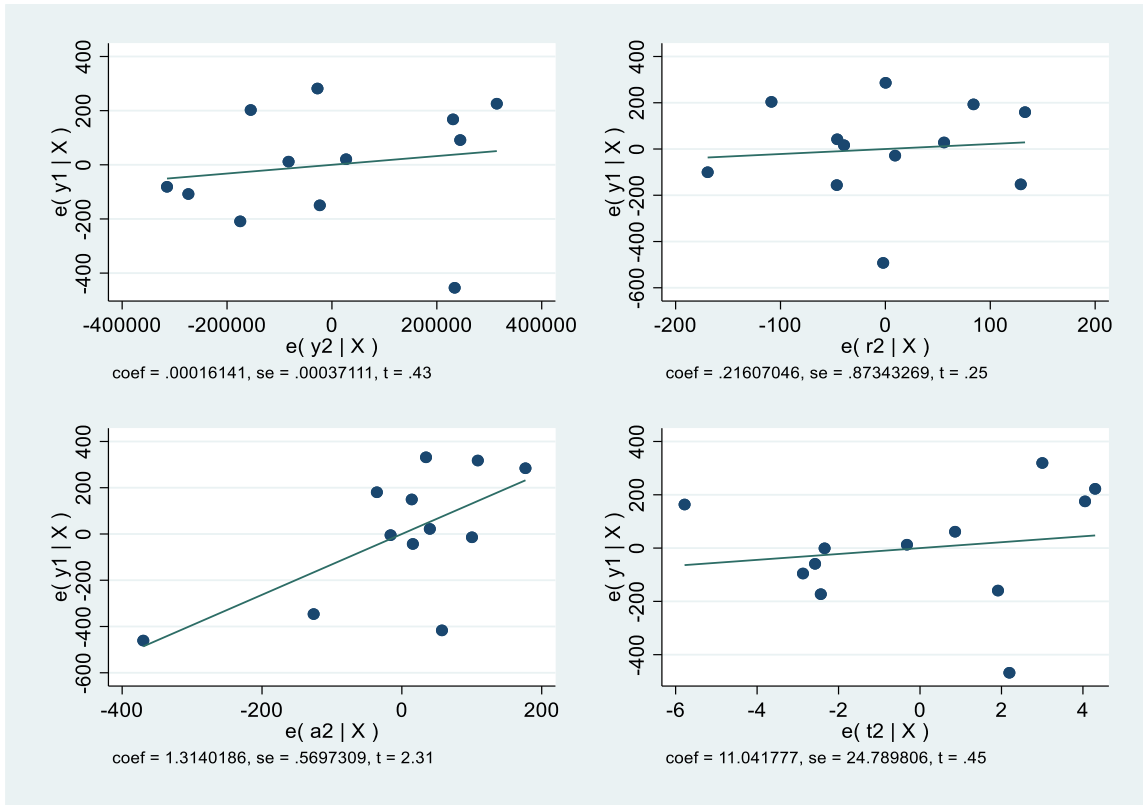 400
200
0
-200
-400
e( y1 | X )
-400000 -200000 0 200000 400000
e( y2 | X )
coef = .00016141, se = .00037111, t = .43
400
200
0
-200
-400
-600
e( y1 | X )
-200 -100 0 100 200
e( r2 | X )
coef = .21607046, se = .87343269, t = .25
400
200
0
-200
-400
-600
e( y1 | X )
-400 -200 0 200
e( a2 | X )
coef = 1.3140186, se = .5697309, t = 2.31
400
200
0
-200
-400
e( y1 | X )
-6 -4 -2 0 2 4
e( t2 | X )
coef = 11.041777, se = 24.789806, t = .45